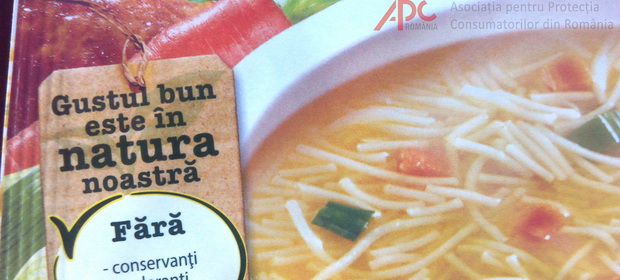 APC
ROMÂNIA
Asociația pentru Protecția
Consumatorilor din România
Gustul bun
este în
natura
noastră
Fără
- conservanți